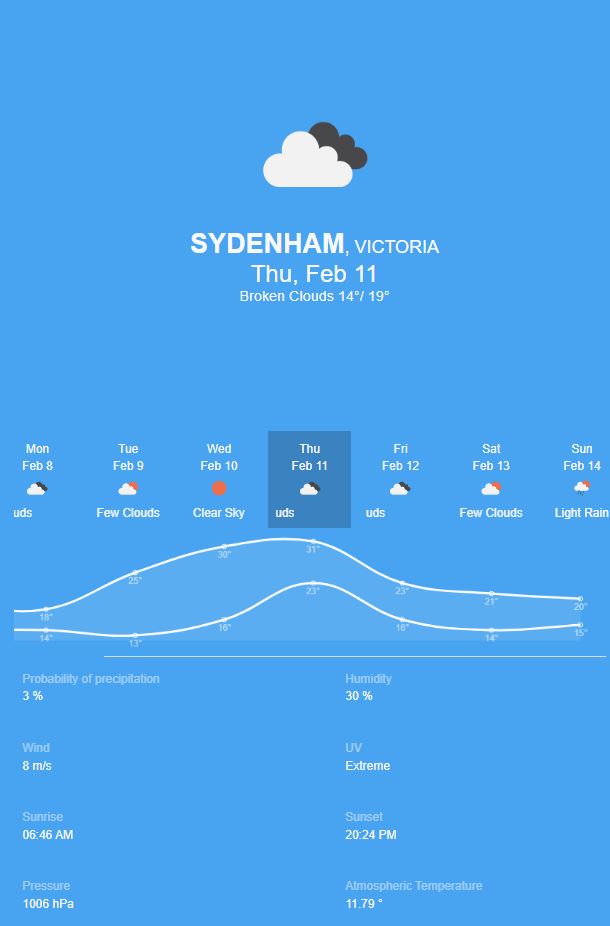 SYDENHAM, VICTORIA
Thu, Feb 11
Broken Clouds 14°/ 19°
Mon Tue Wed Thu Fri Sat Sun
Feb 8 Feb 9 Feb 10 Feb 11 Feb 12 Feb 13 Feb 14
uds Few Clouds Clear Sky uds uds Few Clouds Light Rain
18° 25° 30° 31° 23° 21° 20°
14° 13° 16° 23° 16° 14° 15°
Probability of precipitation Humidity
3 % 30 %
Wind UV
8 m/s Extreme
Sunrise Sunset
06:46 AM 20:24 PM
Pressure Atmospheric Temperature
1006 hPa 11.79 °